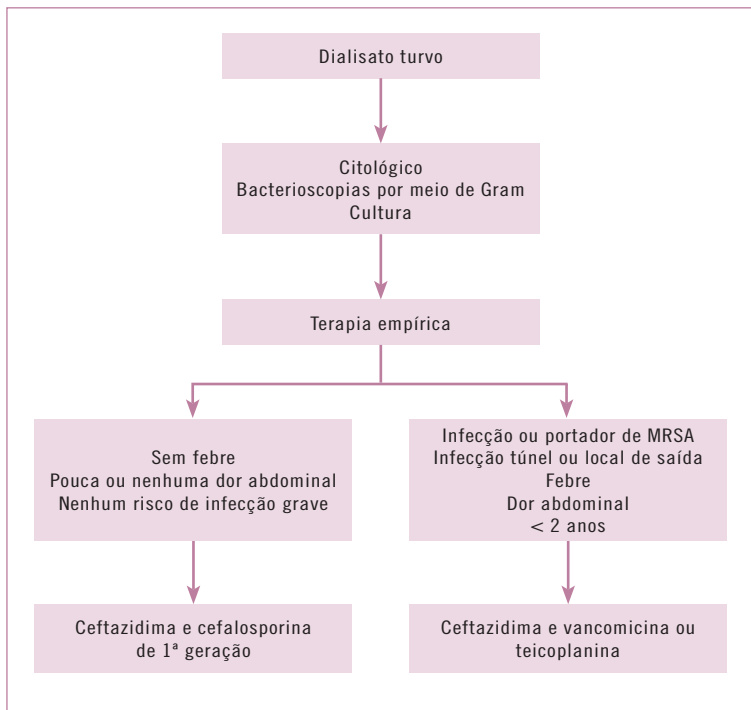 Dialisato turvo
Citológico
Bacterioscopias por meio de Gram
Cultura
Terapia empírica
Sem febre
Pouca ou nenhuma dor abdominal
Nenhum risco de infecção grave
Infecção ou portador de MRSA
Infecção túnel ou local de saída
Febre
Dor abdominal
< 2 anos
Ceftazidima e cefalosporina
de 1ª geração
Ceftazidima e vancomicina ou
teicoplanina